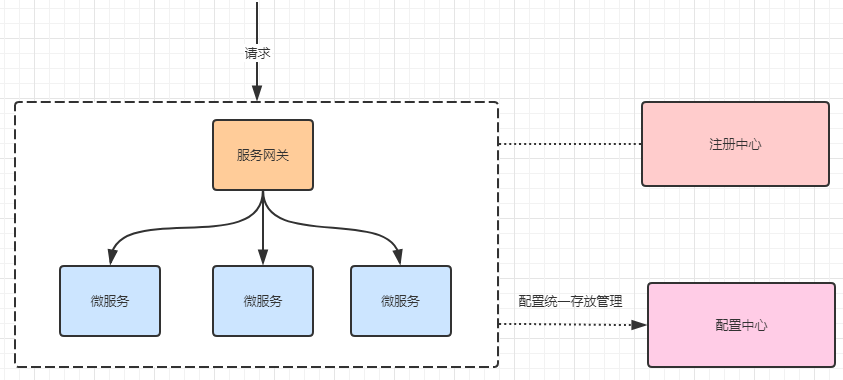 请求
服务网关
注册中心
微服务
微服务
微服务
配置统一存放管理
配置中心